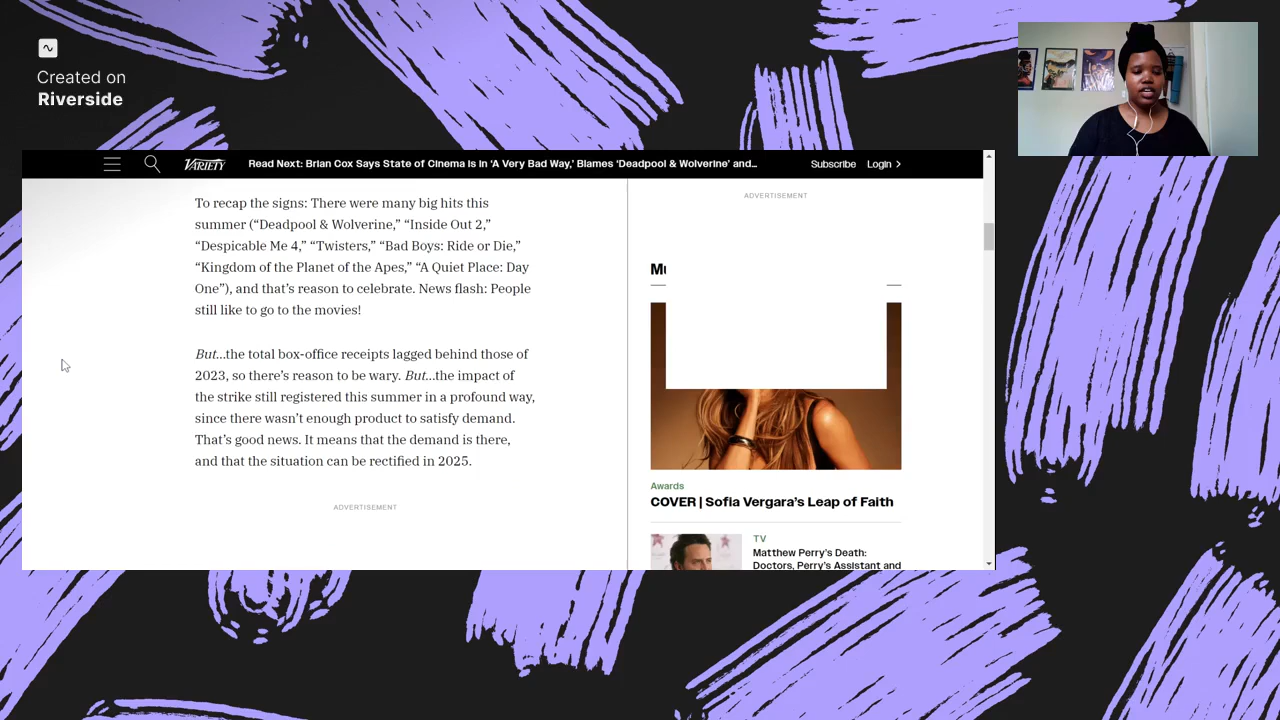 Created on
Riverside
VARIETY
Read Next: Brian Cox Says State of Cinema Is in ‘A Very Bad Way,’ Blames ‘Deadpool & Wolverine’ and...
Subscribe
Login
To recap the signs: There were many big hits this
summer (“Deadpool & Wolverine,” “Inside Out 2,”
“Despicable Me 4,” “Twisters,” “Bad Boys: Ride or Die,”
“Kingdom of the Planet of the Apes,” “A Quiet Place: Day
One”), and that’s reason to celebrate. News flash: People
still like to go to the movies!
But…the total box-office receipts lagged behind those of
2023, so there’s reason to be wary. But…the impact of
the strike still registered this summer in a profound way,
since there wasn’t enough product to satisfy demand.
That’s good news. It means that the demand is there,
and that the situation can be rectified in 2025.
ADVERTISEMENT
ADVERTISEMENT
Awards
COVER | Sofia Vergara’s Leap of Faith
TV
Matthew Perry’s Death:
Doctors, Perry’s Assistant and